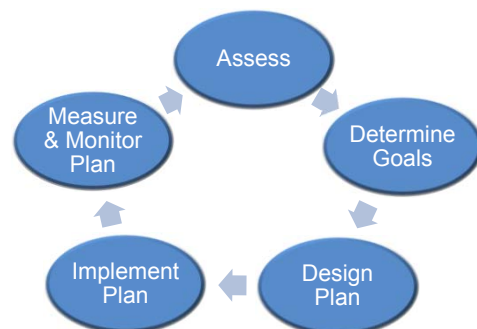 Assess
Determine
Goals
Design
Plan
Implement
Plan
Measure
& Monitor
Plan